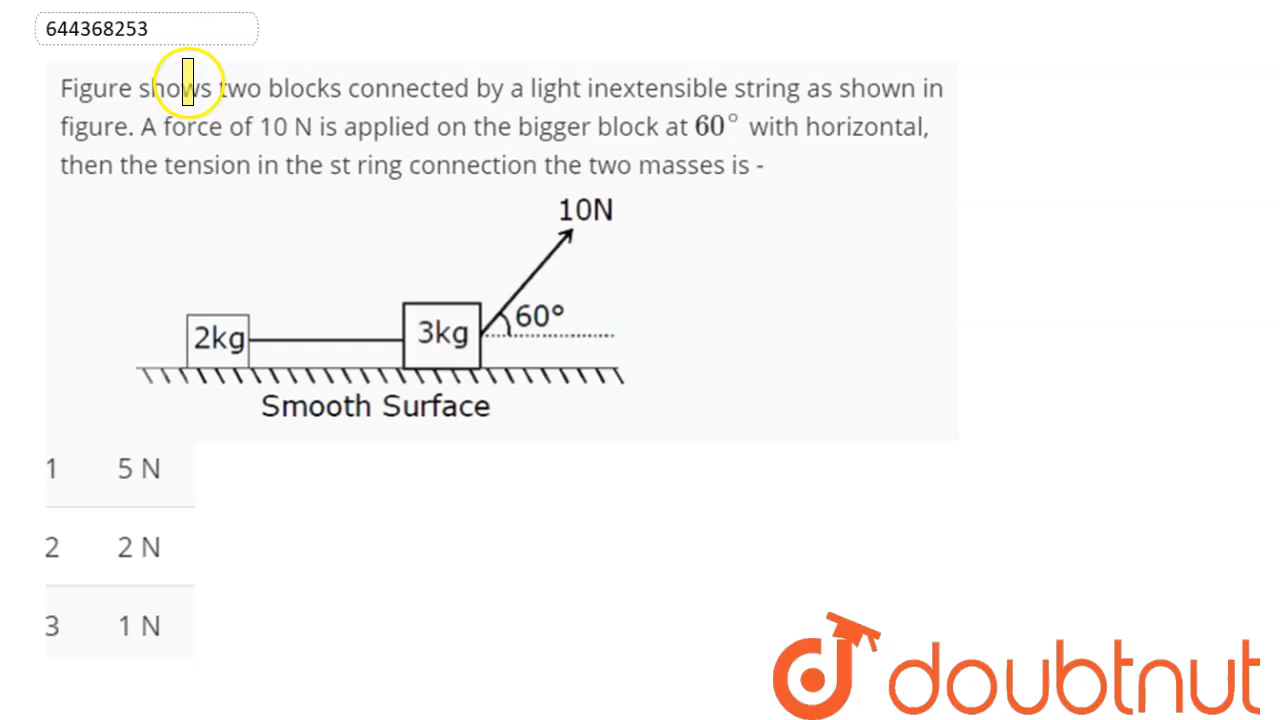 644368253
Figure shows two blocks connected by a light inextensible string as shown in
figure. A force of 10 N is applied on the bigger block at 60° with horizontal,
then the tension in the st ring connection the two masses is -
10N
60°
2kg
3kg
Smooth Surface
1 5 N
2 2 N
3 1 N
doubtnut